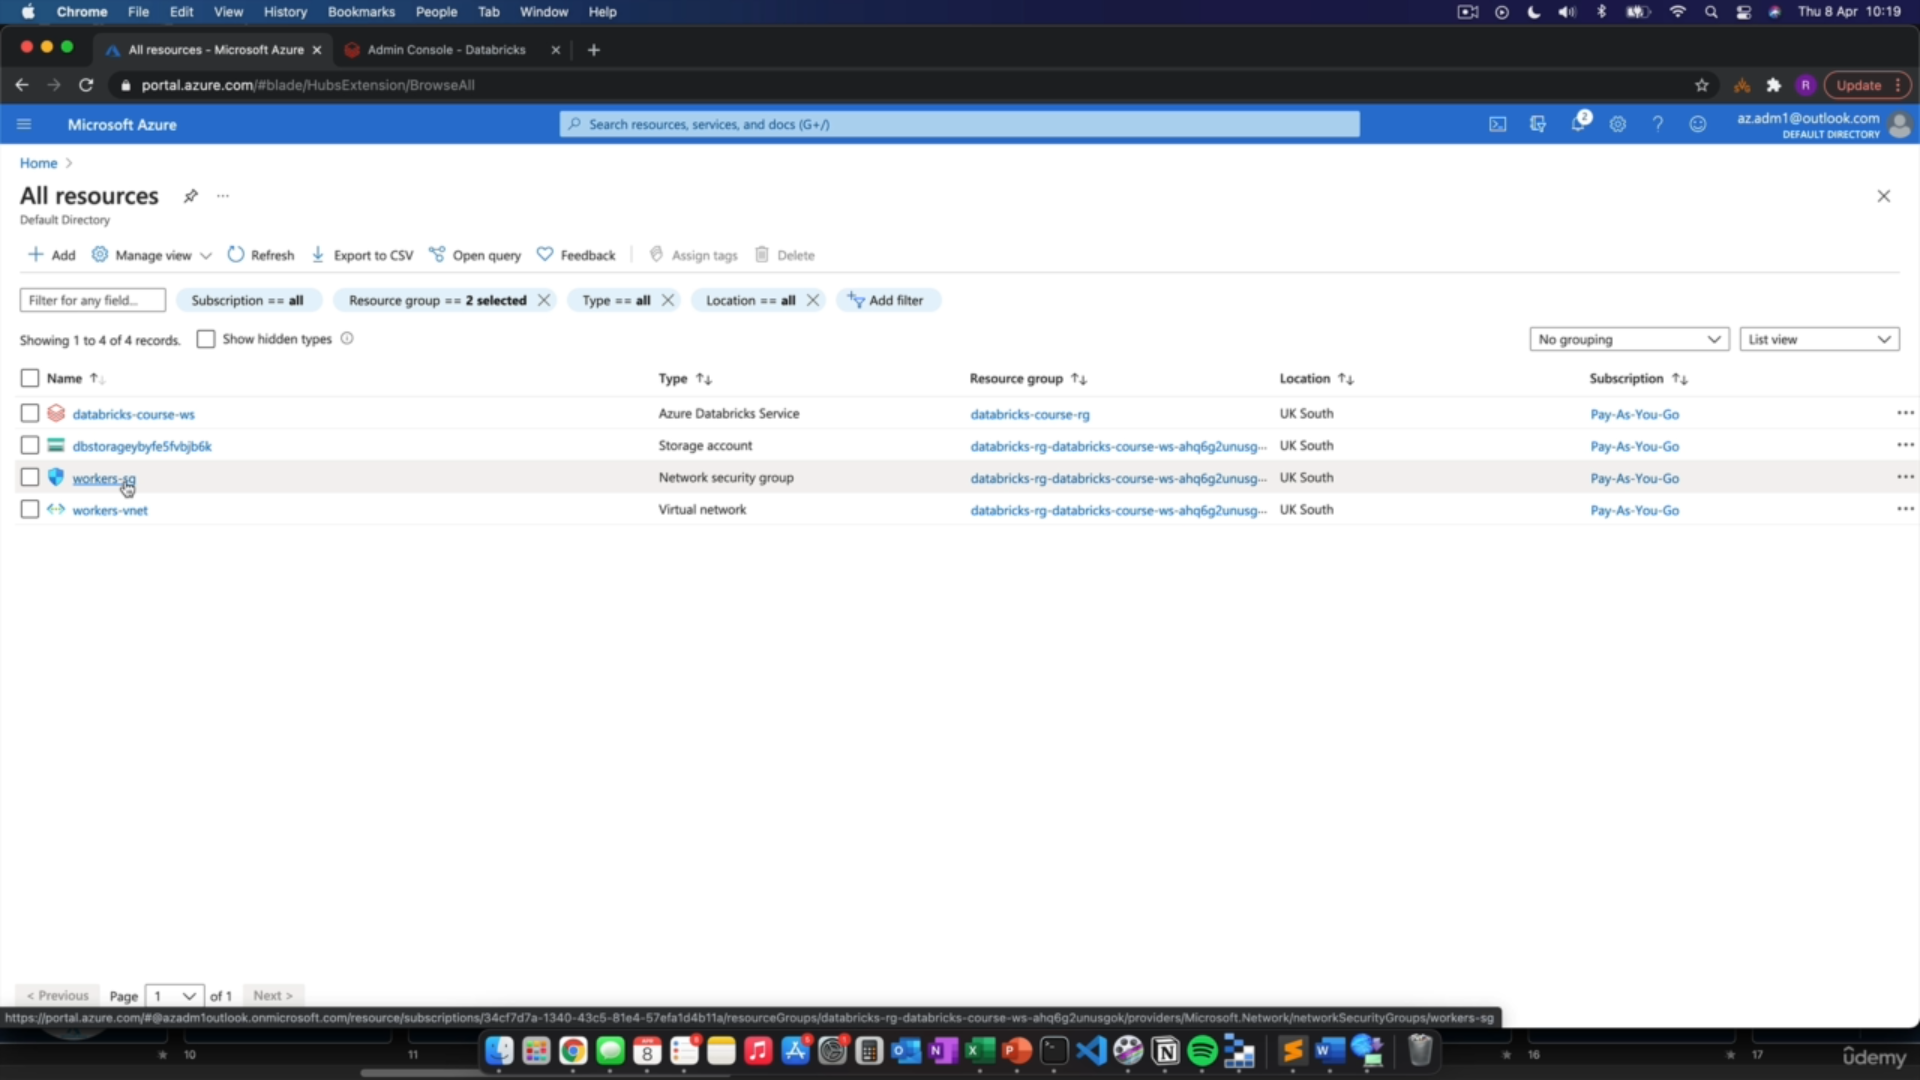 Chrome File Edit View History Bookmarks People Tab Window Help Thu 8 Apr 10:19
All resources - Microsoft Azure Admin Console - Databricks
portal.azure.com/#blade/HubsExtension/BrowseAll R Update
Microsoft Azure Search resources, services, and docs (G+/) 2 az.adm1@outlook.com
DEFAULT DIRECTORY
Home
All resources
Default Directory
Add Manage view Refresh Export to CSV Open query Feedback Assign tags Delete
Filter for any field... Subscription == all Resource group == 2 selected Type == all Location == all Add filter
Showing 1 to 4 of 4 records. Show hidden types No grouping List view
Name Type Resource group Location Subscription
databricks-course-ws Azure Databricks Service databricks-course-rg UK South Pay-As-You-Go
dbstorageybyfe5fvbjb6k Storage account databricks-rg-databricks-course-ws-ahq6g2unusg... UK South Pay-As-You-Go
workers-sg Network security group databricks-rg-databricks-course-ws-ahq6g2unusg... UK South Pay-As-You-Go
workers-vnet Virtual network databricks-rg-databricks-course-ws-ahq6g2unusg... UK South Pay-As-You-Go
< Previous Page 1 of 1 Next >
https://portal.azure.com/#@azadm1outlook.onmicrosoft.com/resource/subscriptions/34cf7d7a-1340-43c5-81e4-57efa1d4b11a/resourceGroups/databricks-rg-databricks-course-ws-ahq6g2unusgok/providers/Microsoft.Network/networkSecurityGroups/workers-sg
10 11 8 16 17
ûdemy